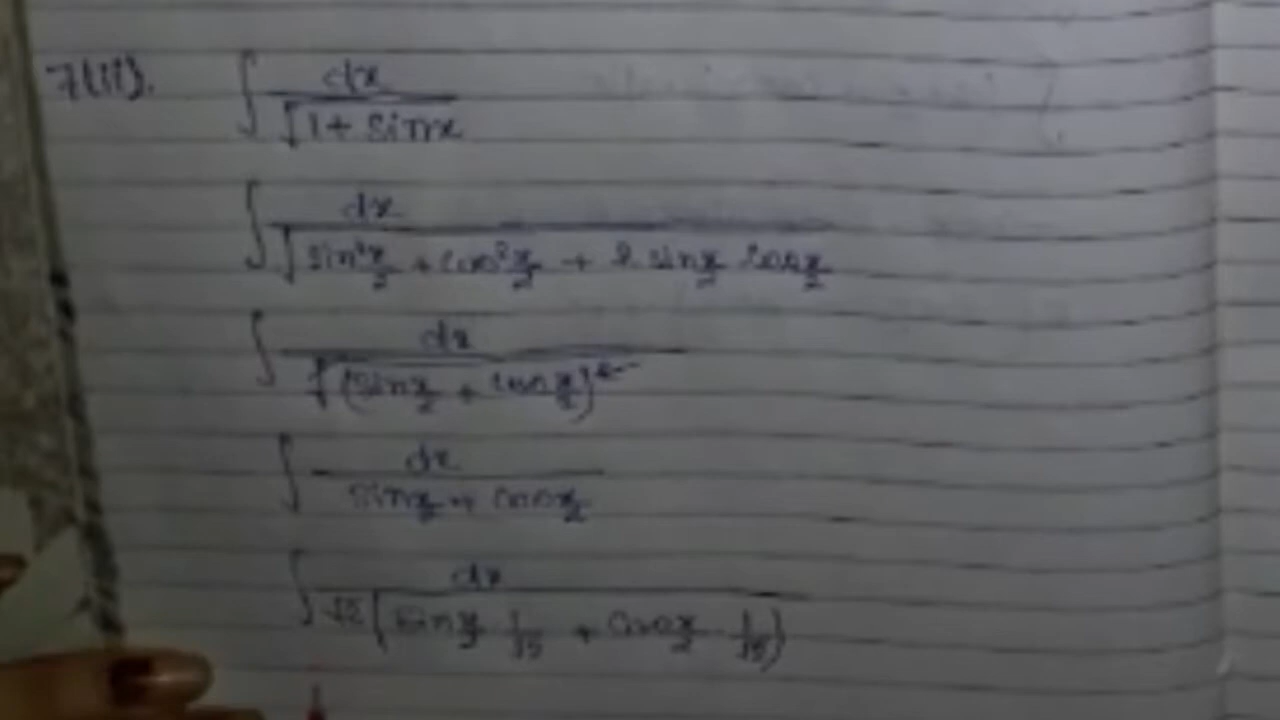 7(ii). ∫ dx / √(1 + sinx)
∫ dx / √(sin²x/2 + cos²x/2 + 2 sinx/2 cosx/2)
∫ dx / √(sinx/2 + cosx/2)²
∫ dx / (sinx/2 + cosx/2)
∫ dx / √2 (sinx/2 · 1/√2 + cosx/2 · 1/√2)